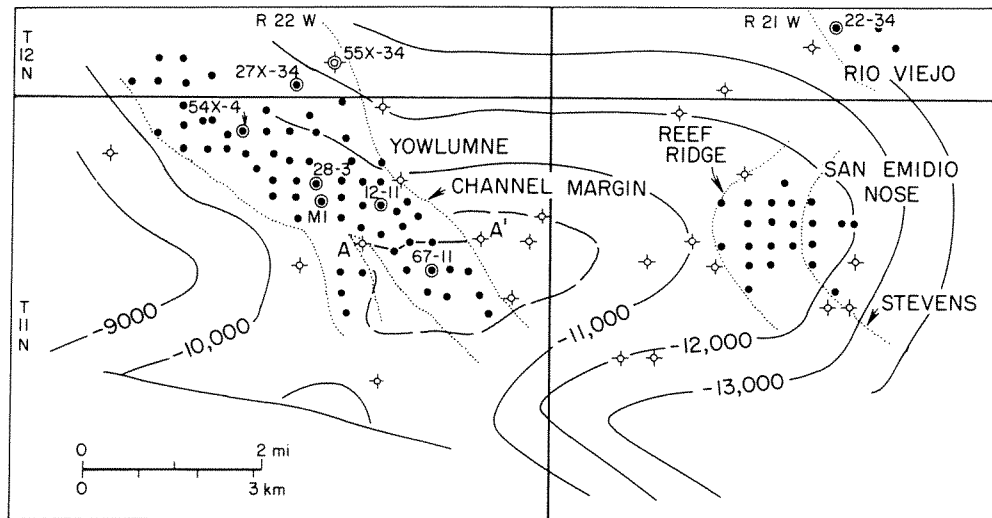 R 22 W
R 21 W
22-34
T
12
N
55X-34
27X-34
RIO VIEJO
54X-4
YOWLUMNE
REEF
RIDGE
SAN EMIDIO
NOSE
28-3
12-11
CHANNEL MARGIN
M1
A
A'
67-11
T
11
N
-9000
-10,000
-11,000
-12,000
-13,000
STEVENS
0 2 mi
0 3 km